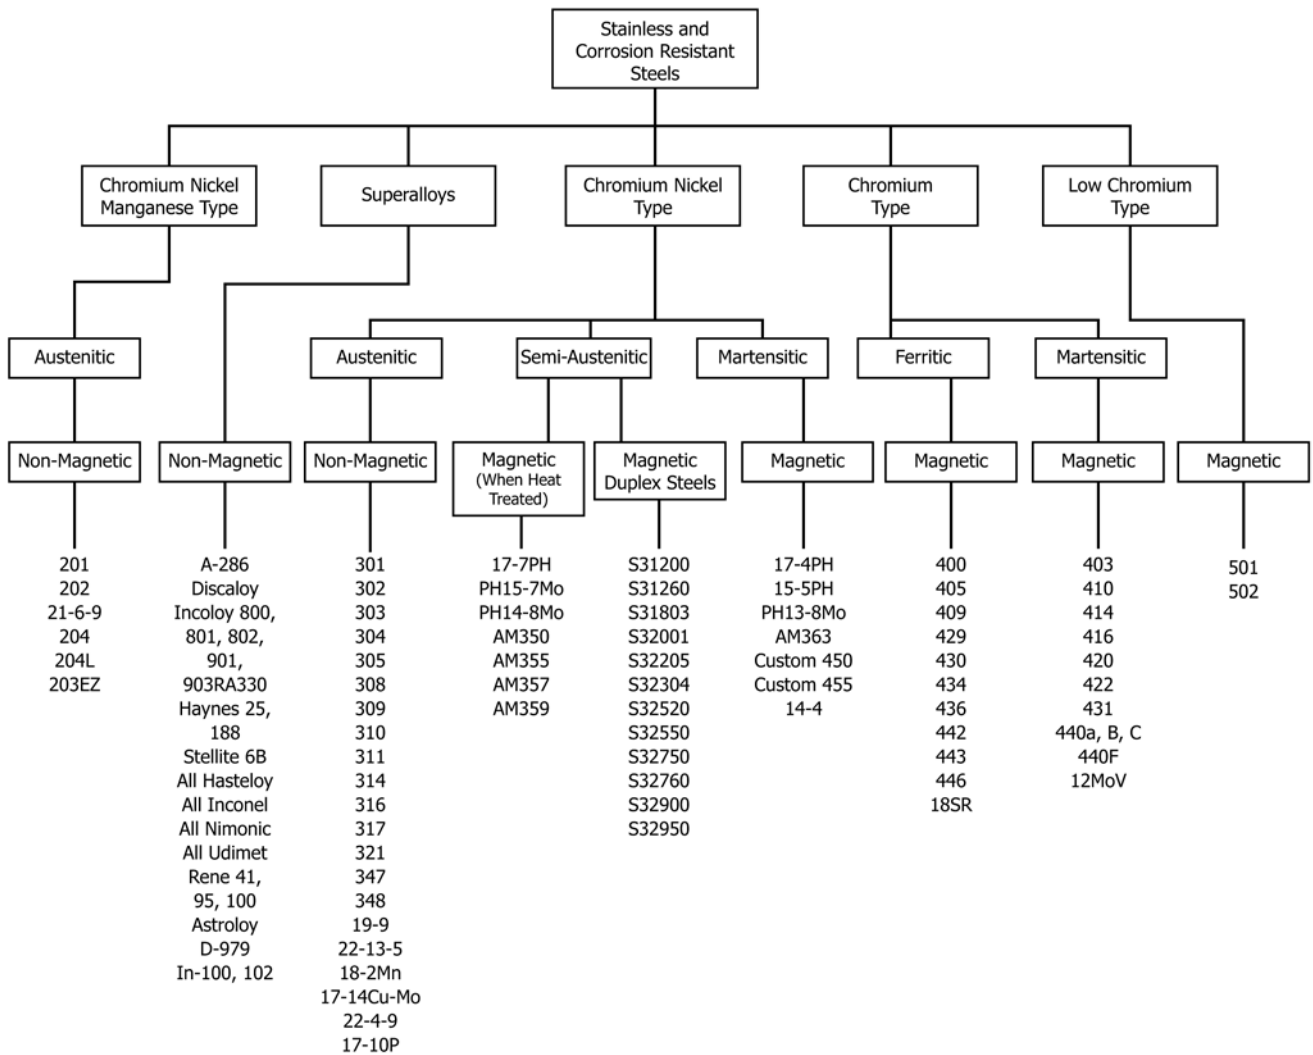 Stainless and
Corrosion Resistant
Steels
Chromium Nickel
Manganese Type
Superalloys
Chromium Nickel
Type
Chromium
Type
Low Chromium
Type
Austenitic
Austenitic
Semi-Austenitic
Martensitic
Ferritic
Martensitic
Non-Magnetic
Non-Magnetic
Non-Magnetic
Magnetic
(When Heat
Treated)
Magnetic
Duplex Steels
Magnetic
Magnetic
Magnetic
Magnetic
201
202
21-6-9
204
204L
203EZ
A-286
Discaloy
Incoloy 800,
801, 802,
901,
903RA330
Haynes 25,
188
Stellite 6B
All Hasteloy
All Inconel
All Nimonic
All Udimet
Rene 41,
95, 100
Astroloy
D-979
In-100, 102
301
302
303
304
305
308
309
310
311
314
316
317
321
347
348
19-9
22-13-5
18-2Mn
17-14Cu-Mo
22-4-9
17-10P
17-7PH
PH15-7Mo
PH14-8Mo
AM350
AM355
AM357
AM359
S31200
S31260
S31803
S32001
S32205
S32304
S32520
S32550
S32750
S32760
S32900
S32950
17-4PH
15-5PH
PH13-8Mo
AM363
Custom 450
Custom 455
14-4
400
405
409
429
430
434
436
442
443
446
18SR
403
410
414
416
420
422
431
440a, B, C
440F
12MoV
501
502